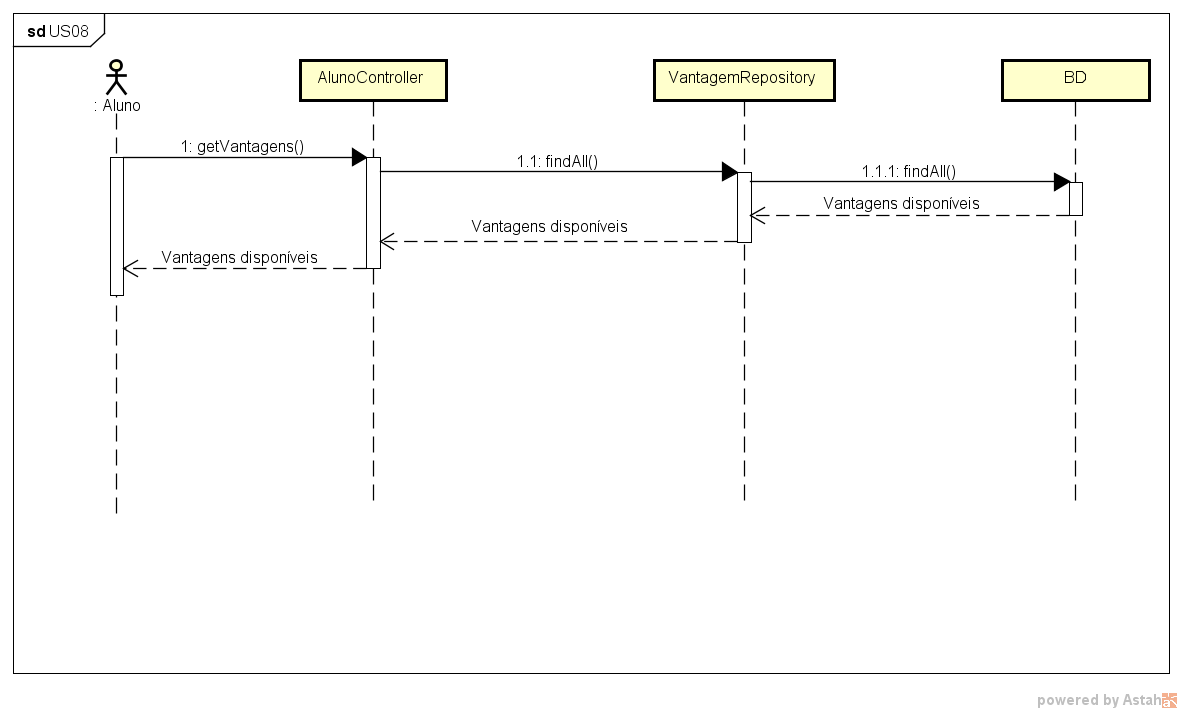 sd US08
: Aluno
AlunoController
VantagemRepository
BD
1: getVantagens()
1.1: findAll()
1.1.1: findAll()
Vantagens disponíveis
Vantagens disponíveis
Vantagens disponíveis
powered by Astah